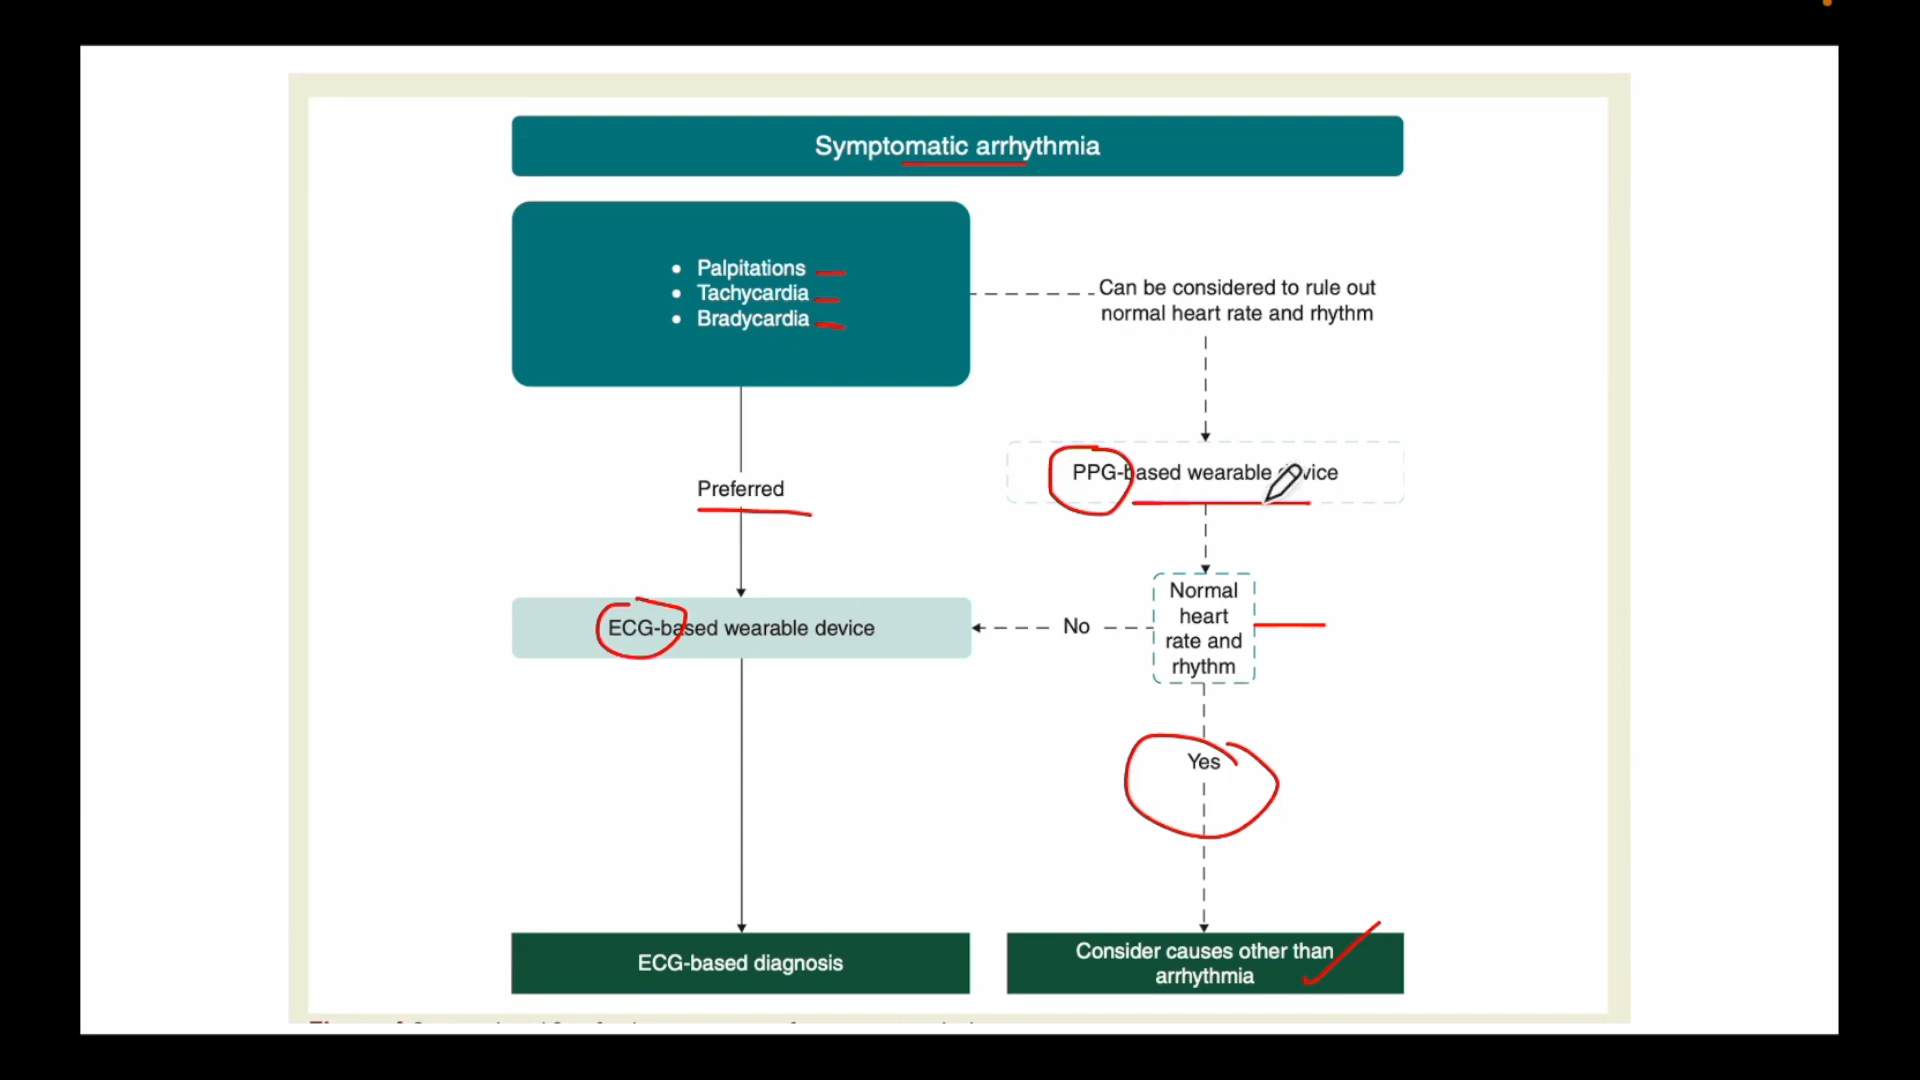 Symptomatic arrhythmia
• Palpitations
• Tachycardia
• Bradycardia
Can be considered to rule out
normal heart rate and rhythm
Preferred
PPG-based wearable
ECG-based wearable device
No
Normal
heart
rate and
rhythm
Yes
ECG-based diagnosis
Consider causes other than
arrhythmia